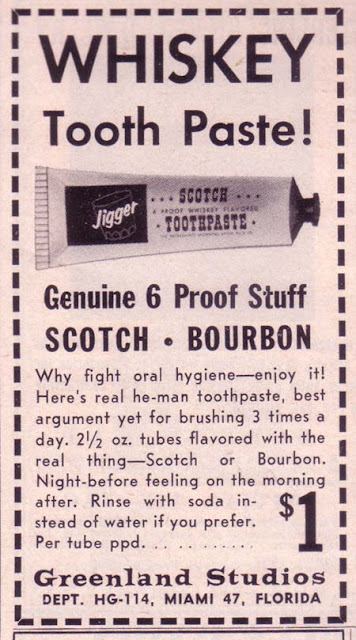 WHISKEY
Tooth Paste!
Jigger
SCOTCH
6 PROOF WHISKEY FLAVORED
TOOTHPASTE
Genuine 6 Proof Stuff
SCOTCH • BOURBON
Why fight oral hygiene—enjoy it!
Here's real he-man toothpaste, best
argument yet for brushing 3 times a
day. 2½ oz. tubes flavored with the
real thing—Scotch or Bourbon.
Night-before feeling on the morning
after. Rinse with soda in-
stead of water if you prefer.
Per tube ppd. . . . . . . . . . . .
$1
Greenland Studios
DEPT. HG-114, MIAMI 47, FLORIDA